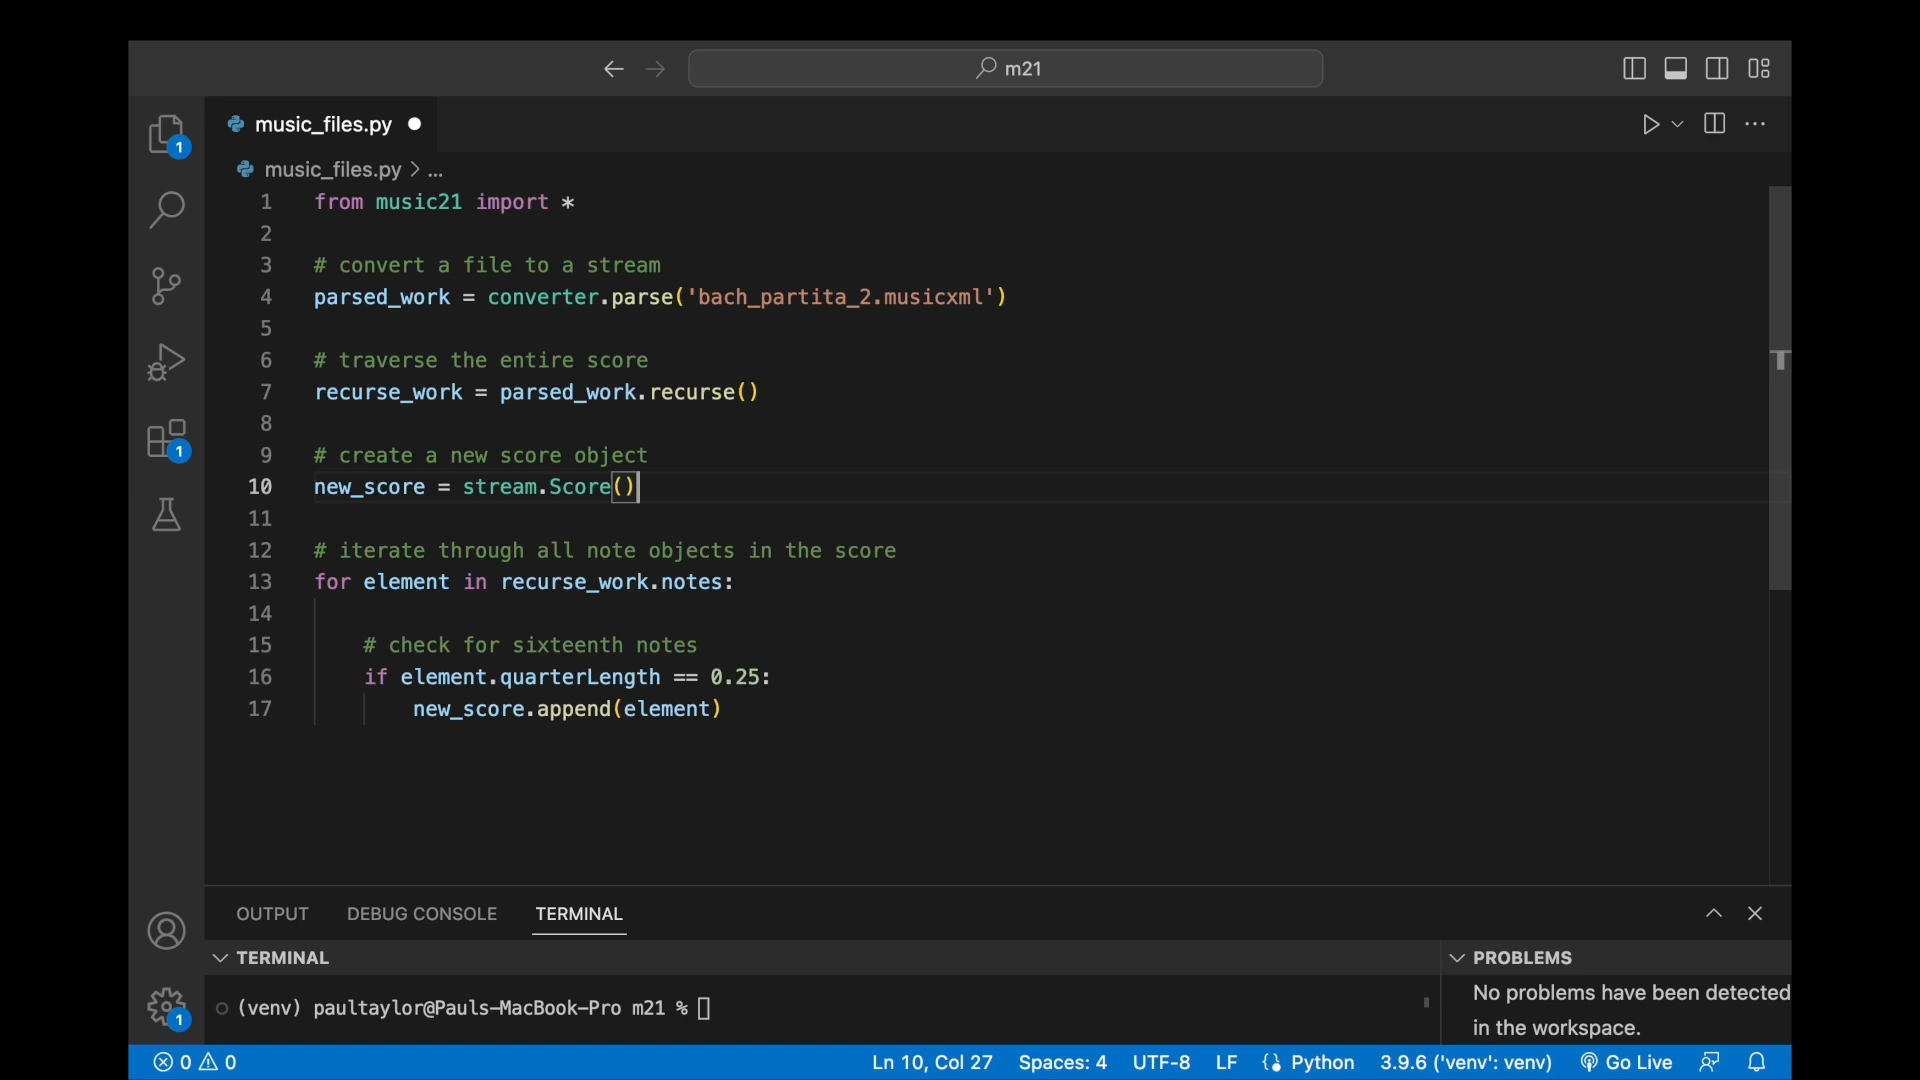 m21
music_files.py
music_files.py > ...
1 from music21 import *
2
3 # convert a file to a stream
4 parsed_work = converter.parse('bach_partita_2.musicxml')
5
6 # traverse the entire score
7 recurse_work = parsed_work.recurse()
8
9 # create a new score object
10 new_score = stream.Score()
11
12 # iterate through all note objects in the score
13 for element in recurse_work.notes:
14
15 # check for sixteenth notes
16 if element.quarterLength == 0.25:
17 new_score.append(element)
1
1
1
OUTPUT DEBUG CONSOLE TERMINAL
TERMINAL
(venv) paultaylor@Pauls-MacBook-Pro m21 %
PROBLEMS
No problems have been detected
in the workspace.
0 0 Ln 10, Col 27 Spaces: 4 UTF-8 LF {} Python 3.9.6 ('venv': venv) Go Live